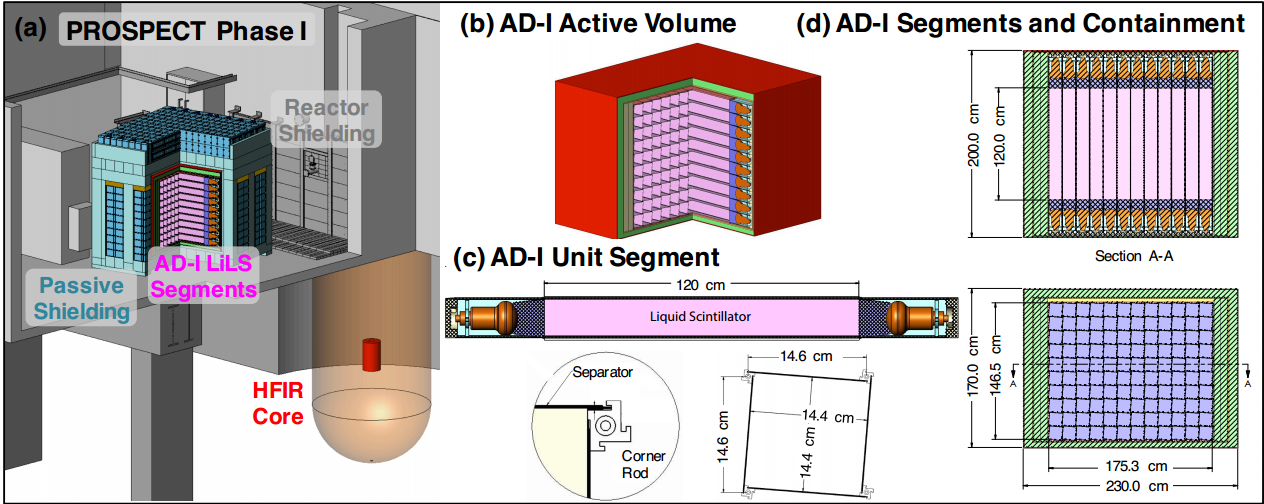 (a) PROSPECT Phase I
Reactor
Shielding
AD-I LiLS
Segments
Passive
Shielding
HFIR
Core
(b) AD-I Active Volume
(c) AD-I Unit Segment
120 cm
Liquid Scintillator
Separator
Corner
Rod
14.6 cm
14.6 cm
14.4 cm
14.4 cm
(d) AD-I Segments and Containment
200.0 cm
120.0 cm
Section A-A
170.0 cm
146.5 cm
A
A
175.3 cm
230.0 cm